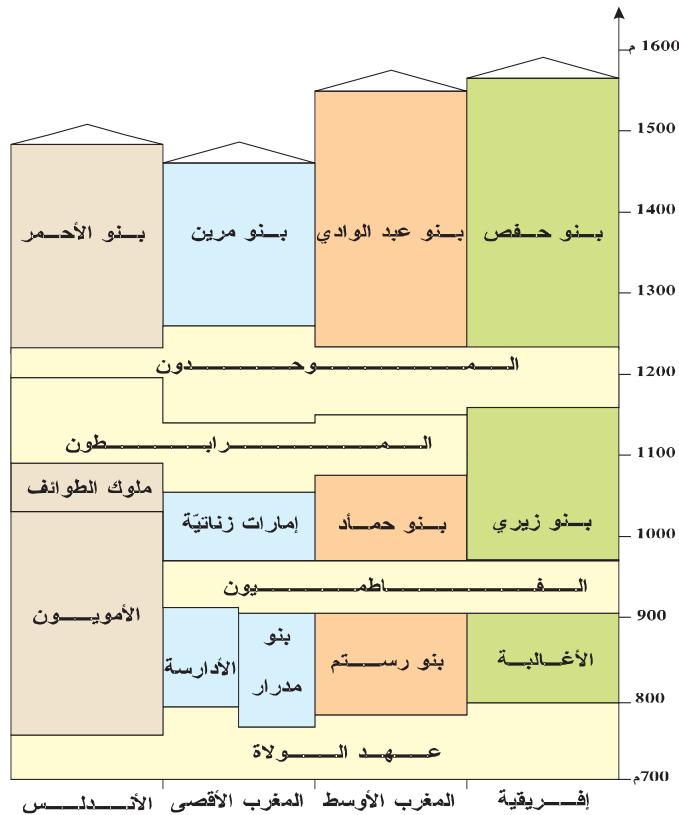 1600 م
1500
1400
بنو حفص
بنو عبد الوادي
بنو مرين
بنو الأحمر
1300
الموحدون
1200
المرابطون
1100
ملوك الطوائف
بنو زيري
بنو حمـأد
إمارات زناتيّة
1000
الفاطميون
900
الأمويون
بنو
مدرار
الأغالبة
بنو رستم
الأدارسة
800
عهد الولاة
700م
إفريقية
المغرب الأوسط
المغرب الأقصى
الأندلس